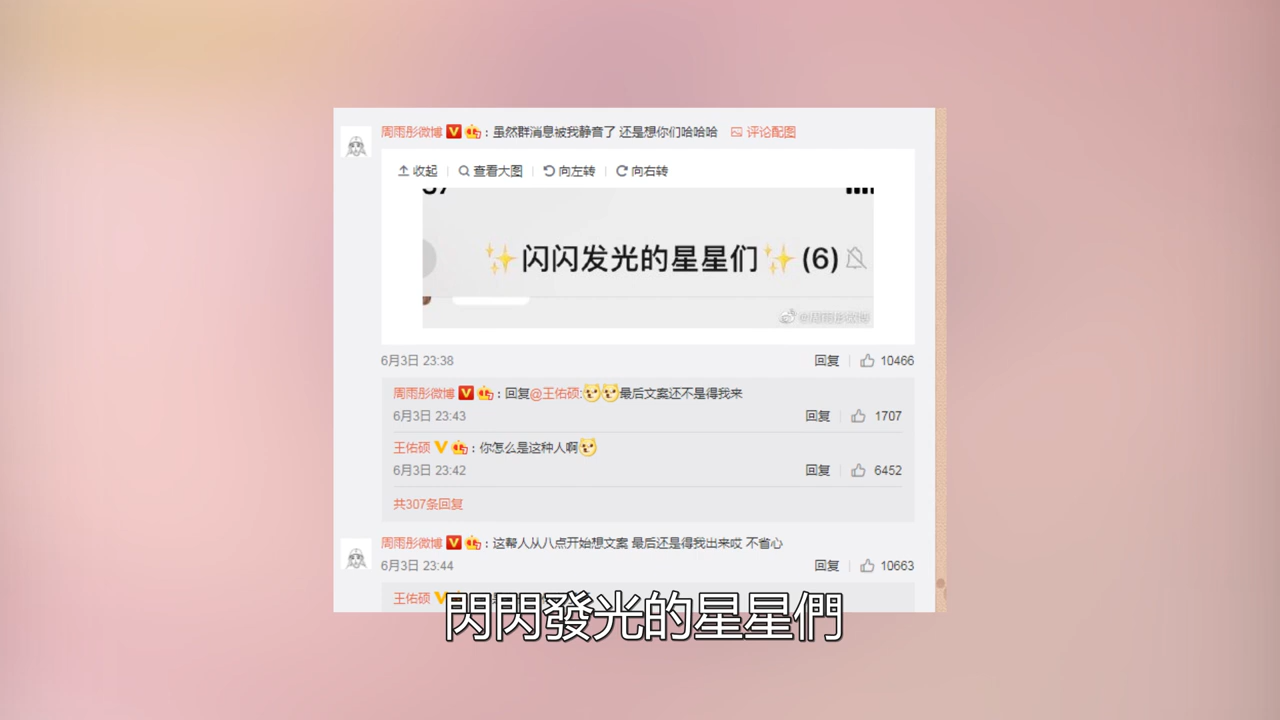 周雨彤微博：虽然群消息被我静音了 还是想你们哈哈哈 评论配图
收起 查看大图 向左转 向右转
✨闪闪发光的星星们✨(6)
@周雨彤微博
6月3日 23:38 回复 10466
周雨彤微博：回复@王佑硕:最后文案还不是得我来
6月3日 23:43 回复 1707
王佑硕：你怎么是这种人啊
6月3日 23:42 回复 6452
共307条回复
周雨彤微博：这帮人从八点开始想文案 最后还是得我出来哎 不省心
6月3日 23:44 回复 10663
王佑硕
閃閃發光的星星們